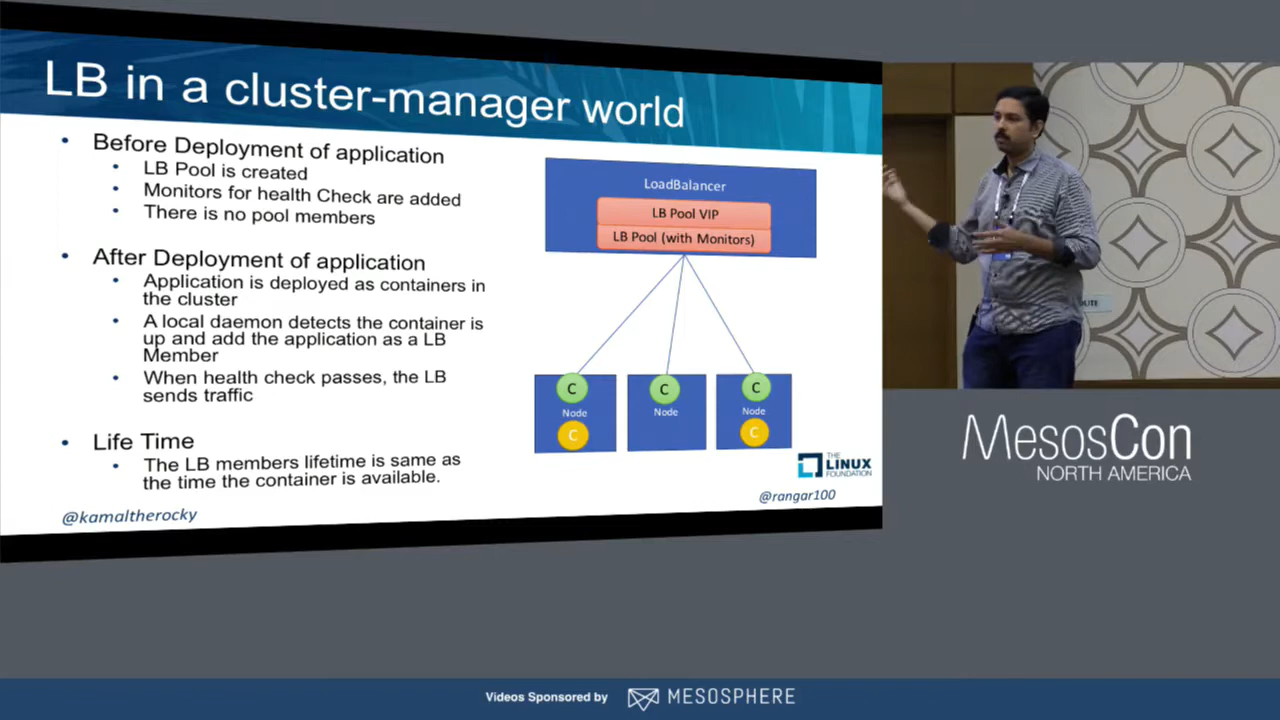 LB in a cluster-manager world
• Before Deployment of application
• LB Pool is created
• Monitors for health Check are added
• There is no pool members
• After Deployment of application
• Application is deployed as containers in
the cluster
• A local daemon detects the container is
up and add the application as a LB
Member
• When health check passes, the LB
sends traffic
• Life Time
• The LB members lifetime is same as
the time the container is available.
@kamaltherocky
LoadBalancer
LB Pool VIP
LB Pool (with Monitors)
C
C
C
Node
Node
Node
C
C
THE
LINUX
FOUNDATION
@rangar100
MesosCon
NORTH AMERICA
Videos Sponsored by
MESOSPHERE